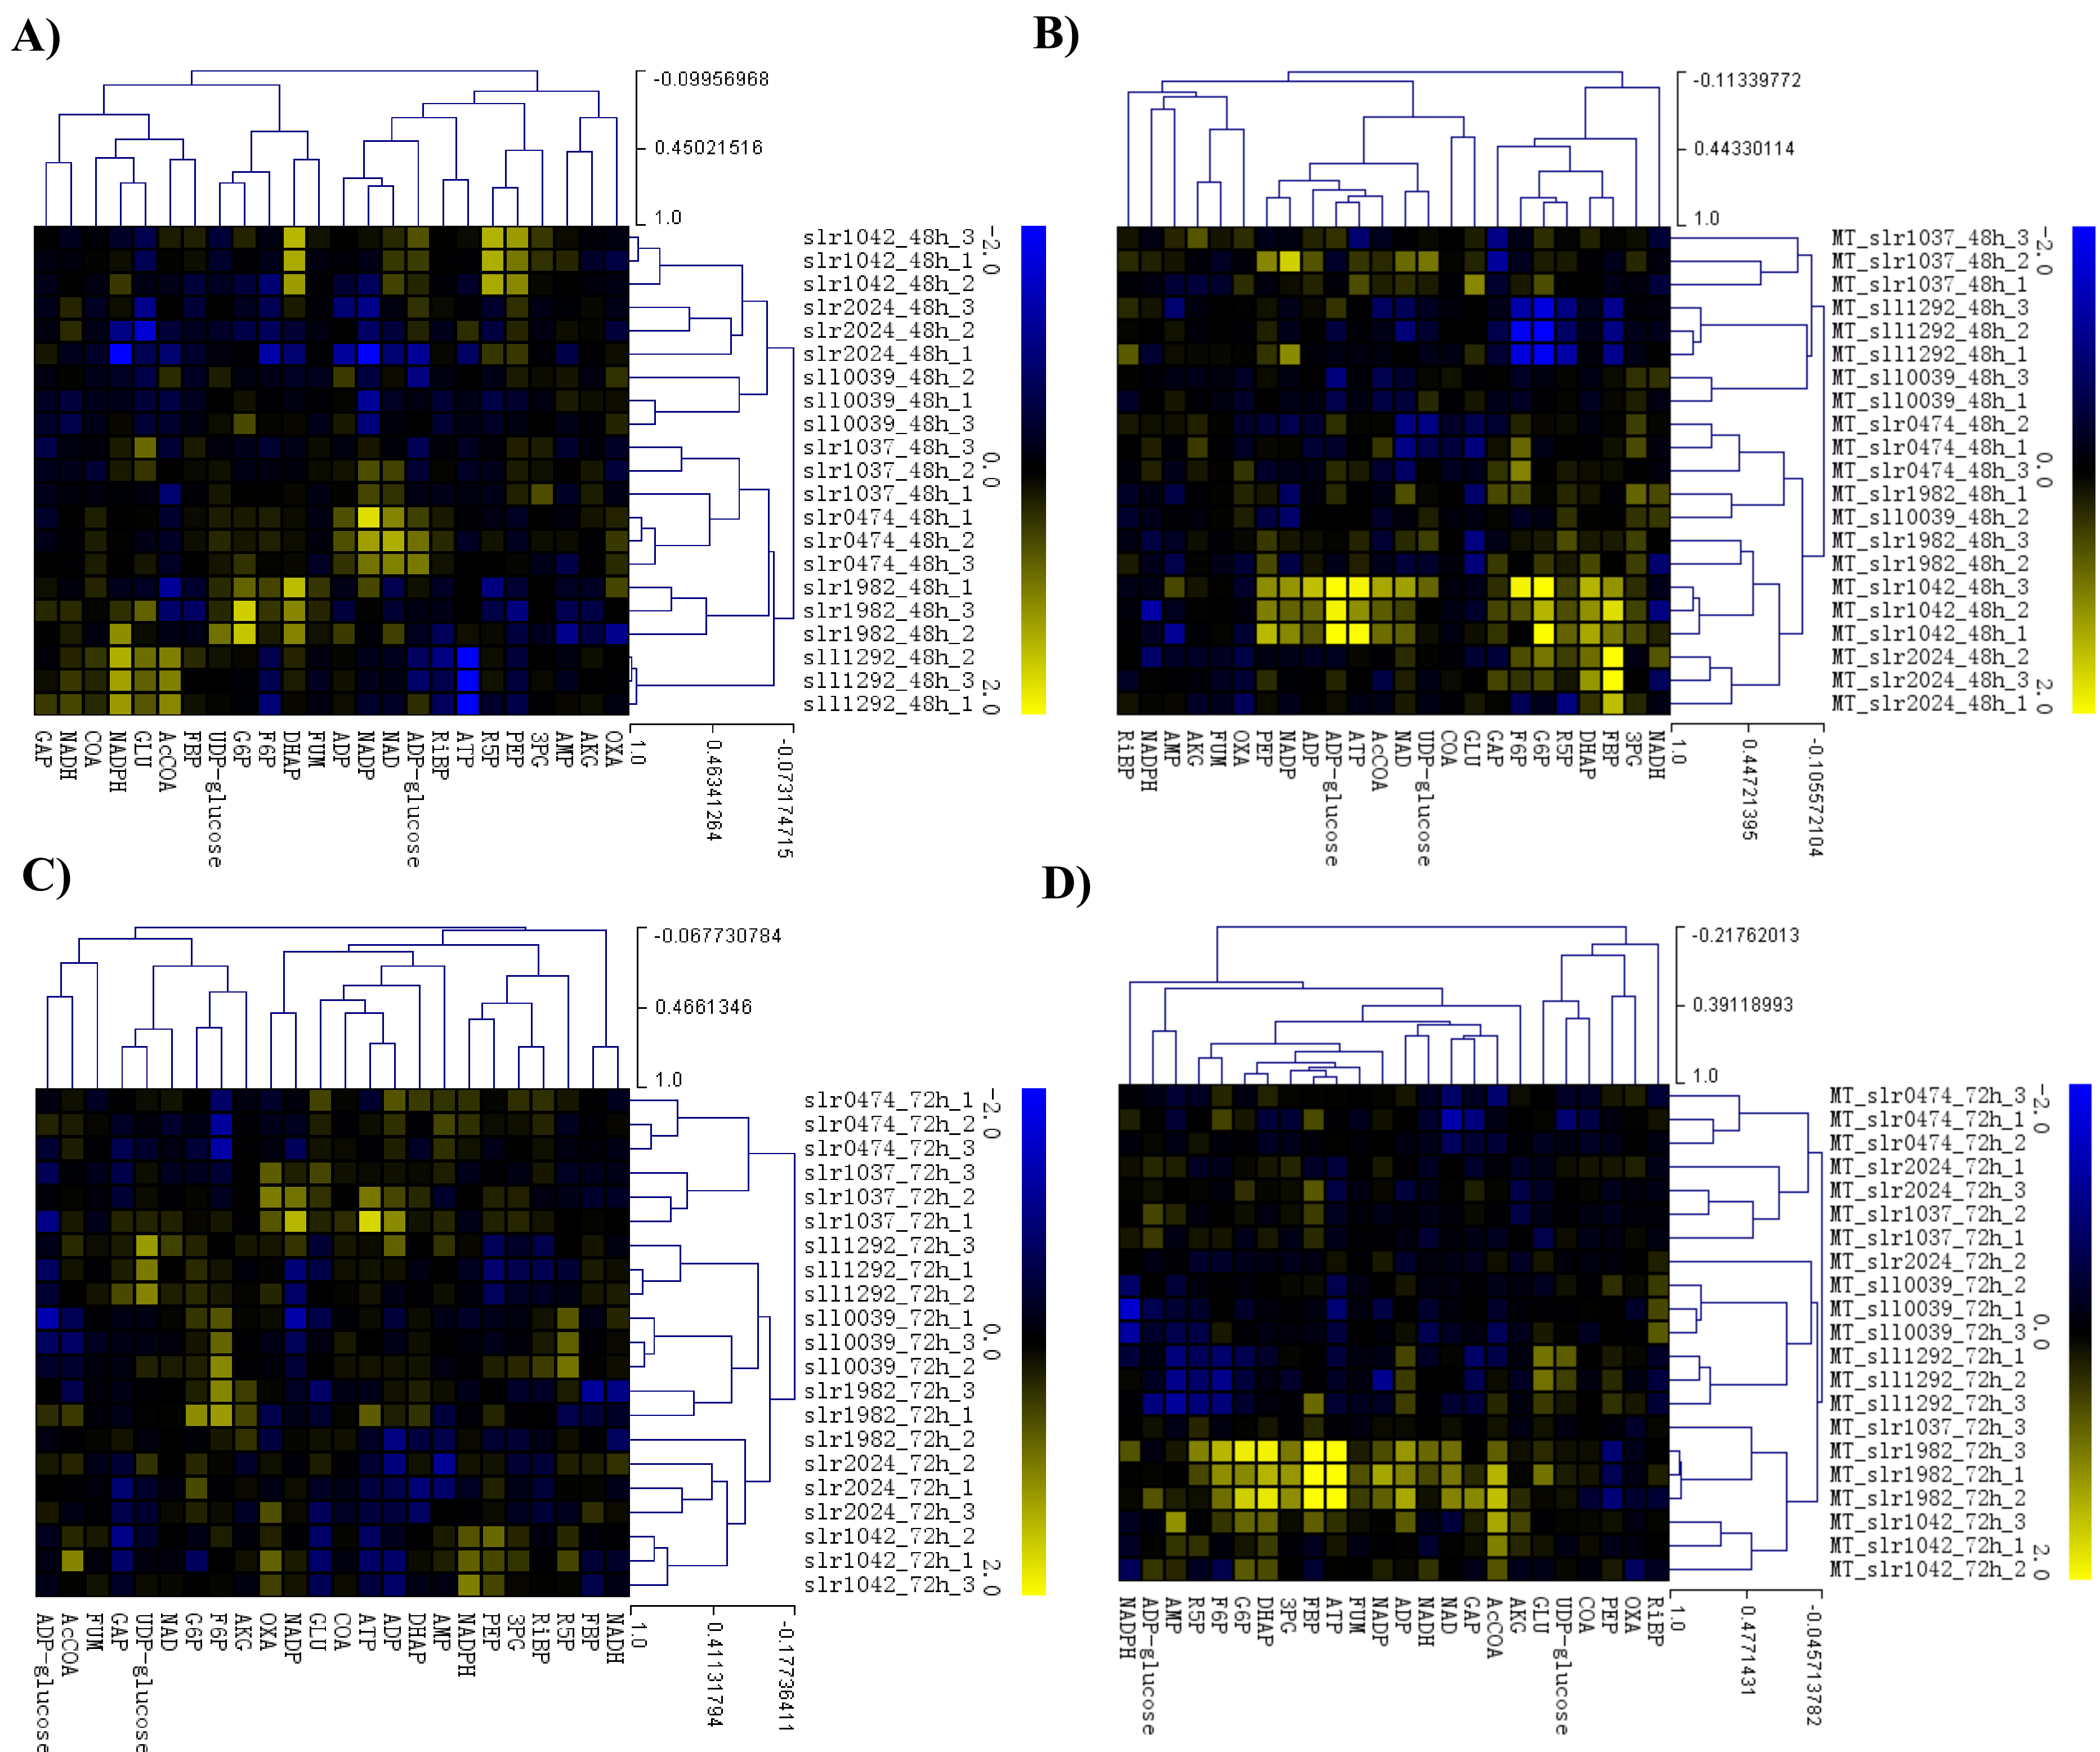 A)
-0.09956968
0.45021516
1.0
slr1042_48h_3
slr1042_48h_1
slr1042_48h_2
slr2024_48h_3
slr2024_48h_2
slr2024_48h_1
sll0039_48h_2
sll0039_48h_1
sll0039_48h_3
slr1037_48h_3
slr1037_48h_2
slr1037_48h_1
slr0474_48h_1
slr0474_48h_2
slr0474_48h_3
slr1982_48h_1
slr1982_48h_3
slr1982_48h_2
sll1292_48h_2
sll1292_48h_3
sll1292_48h_1
-2.0
0.0
2.0
GAP
NADH
COA
NADPH
GLU
AcCOA
FBP
UDP-glucose
G6P
F6P
DHAP
FUM
ADP
NADP
NAD
ADP-glucose
RiBP
ATP
R5P
PEP
3PG
AMP
AKG
OXA
1.0
0.46341264
-0.073174715
B)
-0.11339772
0.44330114
1.0
MT_slr1037_48h_3
MT_slr1037_48h_2
MT_slr1037_48h_1
MT_sll1292_48h_3
MT_sll1292_48h_2
MT_sll1292_48h_1
MT_sll0039_48h_3
MT_sll0039_48h_1
MT_slr0474_48h_2
MT_slr0474_48h_1
MT_slr0474_48h_3
MT_slr1982_48h_1
MT_sll0039_48h_2
MT_slr1982_48h_3
MT_slr1982_48h_2
MT_slr1042_48h_3
MT_slr1042_48h_2
MT_slr1042_48h_1
MT_slr2024_48h_2
MT_slr2024_48h_3
MT_slr2024_48h_1
-2.0
0.0
2.0
RiBP
NADPH
AMP
AKG
FUM
OXA
PEP
NADP
ADP
ADP-glucose
ATP
AcCOA
NAD
UDP-glucose
COA
GLU
GAP
F6P
G6P
R5P
DHAP
FBP
3PG
NADH
1.0
0.44721395
-0.105572104
C)
-0.067730784
0.4661346
1.0
slr0474_72h_1
slr0474_72h_2
slr0474_72h_3
slr1037_72h_3
slr1037_72h_2
slr1037_72h_1
sll1292_72h_3
sll1292_72h_1
sll1292_72h_2
sll0039_72h_1
sll0039_72h_3
sll0039_72h_2
slr1982_72h_3
slr1982_72h_1
slr1982_72h_2
slr2024_72h_2
slr2024_72h_1
slr2024_72h_3
slr1042_72h_2
slr1042_72h_1
slr1042_72h_3
-2.0
0.0
2.0
ADP-glucose
AcCOA
FUM
GAP
UDP-glucose
NAD
G6P
F6P
AKG
OXA
NADP
GLU
COA
ATP
ADP
DHAP
AMP
NADPH
PEP
3PG
RiBP
R5P
FBP
NADH
1.0
0.41131794
-0.17736411
D)
-0.21762013
0.39118993
1.0
MT_slr0474_72h_3
MT_slr0474_72h_1
MT_slr0474_72h_2
MT_slr2024_72h_1
MT_slr2024_72h_3
MT_slr1037_72h_2
MT_slr1037_72h_1
MT_slr2024_72h_2
MT_sll0039_72h_2
MT_sll0039_72h_1
MT_sll0039_72h_3
MT_sll1292_72h_1
MT_sll1292_72h_2
MT_sll1292_72h_3
MT_slr1037_72h_3
MT_slr1982_72h_3
MT_slr1982_72h_1
MT_slr1982_72h_2
MT_slr1042_72h_3
MT_slr1042_72h_1
MT_slr1042_72h_2
-2.0
0.0
2.0
NADPH
ADP-glucose
AMP
R5P
F6P
G6P
DHAP
3PG
FBP
ATP
FUM
NADP
ADP
NADH
NAD
GAP
AcCOA
AKG
GLU
UDP-glucose
COA
PEP
OXA
RiBP
1.0
0.4771431
-0.045713782